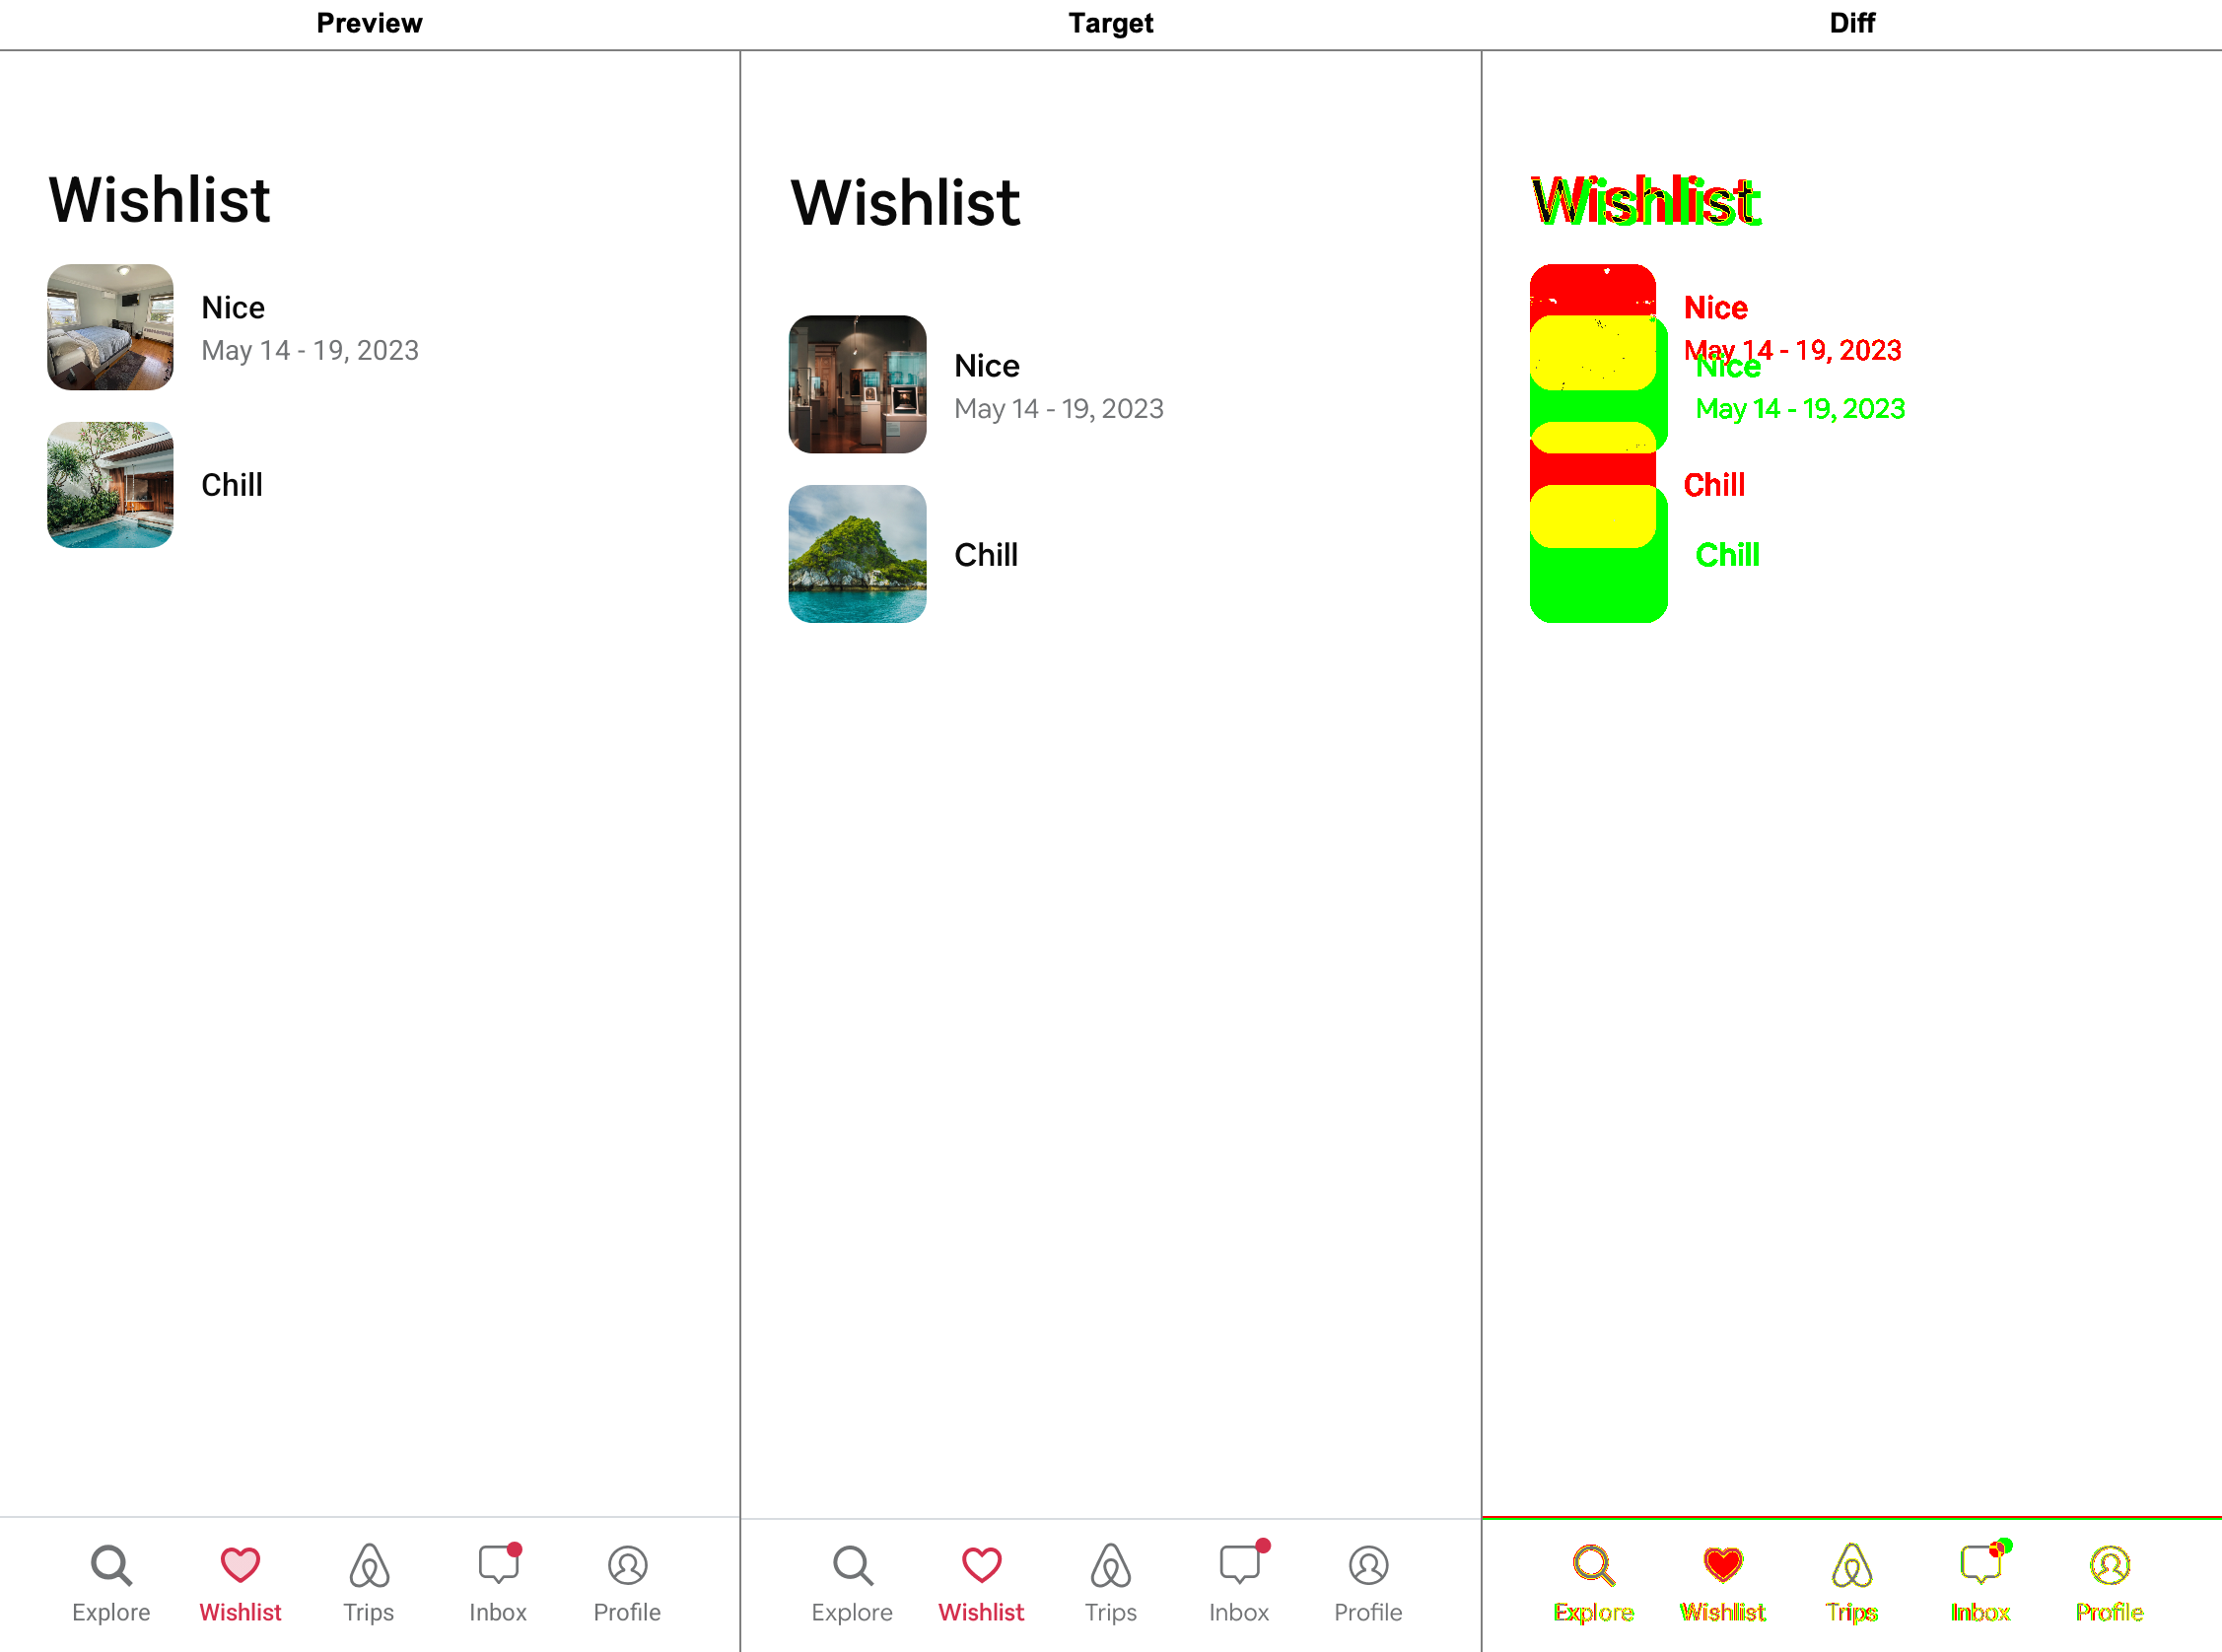 Preview
Target
Diff
Wishlist
Nice
May 14 - 19, 2023
Chill
Explore
Wishlist
Trips
Inbox
Profile
Wishlist
Nice
May 14 - 19, 2023
Chill
Explore
Wishlist
Trips
Inbox
Profile
Wishlist
Wishlist
Nice
May 14 - 19, 2023
Nice
May 14 - 19, 2023
Chill
Chill
Explore
Wishlist
Trips
Inbox
Profile